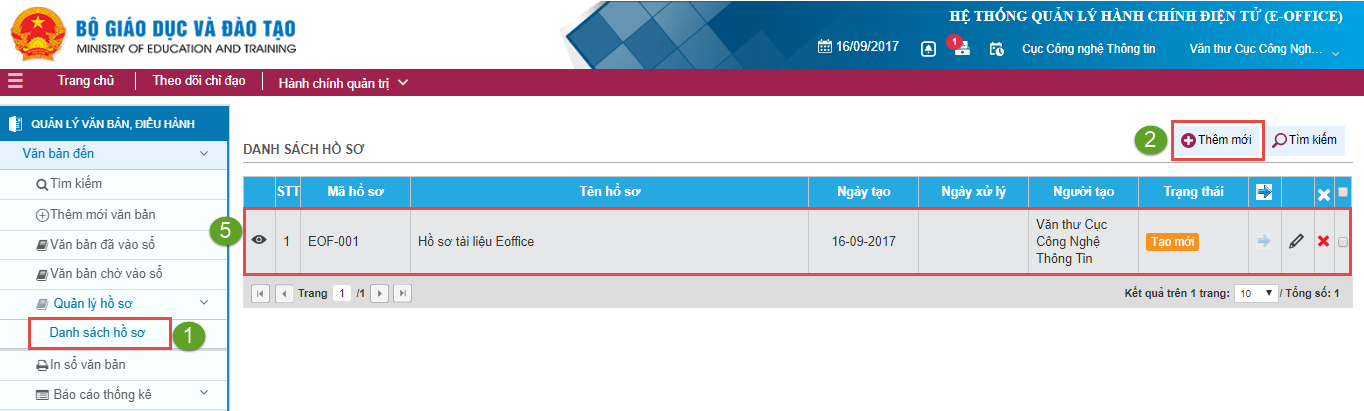 BỘ GIÁO DỤC VÀ ĐÀO TẠO
MINISTRY OF EDUCATION AND TRAINING
HỆ THỐNG QUẢN LÝ HÀNH CHÍNH ĐIỆN TỬ (E-OFFICE)
16/09/2017 1 Cục Công nghệ Thông tin Văn thư Cục Công Ngh...
Trang chủ Theo dõi chỉ đạo Hành chính quản trị
QUẢN LÝ VĂN BẢN, ĐIỀU HÀNH
Văn bản đến
Tìm kiếm
Thêm mới văn bản
Văn bản đã vào sổ
Văn bản chờ vào sổ
Quản lý hồ sơ
Danh sách hồ sơ 1
In sổ văn bản
Báo cáo thống kê
2 Thêm mới Tìm kiếm
DANH SÁCH HỒ SƠ
STT Mã hồ sơ Tên hồ sơ Ngày tạo Ngày xử lý Người tạo Trạng thái
5 1 EOF-001 Hồ sơ tài liệu Eoffice 16-09-2017 Văn thư Cục
Công Nghệ
Thông Tin Tạo mới
Trang 1 /1 Kết quả trên 1 trang: 10 / Tổng số: 1